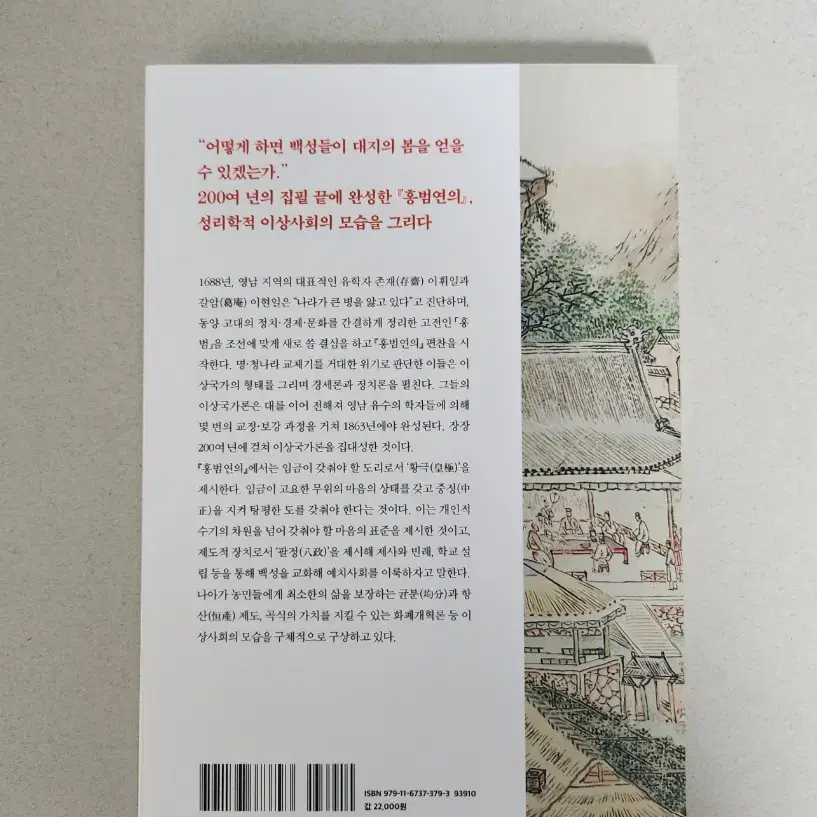 “어떻게 하면 백성들이 대지의 봄을 얻을
수 있겠는가.”
200여 년의 집필 끝에 완성한 『홍범연의』,
성리학적 이상사회의 모습을 그리다
1688년, 영남 지역의 대표적인 유학자 존재(存齋) 이휘일과
갈암(葛庵) 이현일은 “나라가 큰 병을 앓고 있다”고 진단하며,
동양 고대의 정치·경제·문화를 간결하게 정리한 고전인 「홍
범」을 조선에 맞게 새로 쓸 결심을 하고 『홍범연의』 편찬을 시
작한다. 명·청나라 교체기를 거대한 위기로 판단한 이들은 이
상국가의 형태를 그리며 경세론과 정치론을 펼친다. 그들의
이상국가론은 대를 이어 전해져 영남 유수의 학자들에 의해
몇 번의 교정·보강 과정을 거쳐 1863년에야 완성된다. 장장
200여 년에 걸쳐 이상국가론을 집대성한 것이다.
『홍범연의』에서는 임금이 갖춰야 할 도리로서 ‘황극(皇極)’을
제시한다. 임금이 고요한 무위의 마음의 상태를 갖고 중정(中
正)을 지켜 탕평한 도를 갖춰야 한다는 것이다. 이는 개인적
수기의 차원을 넘어 갖춰야 할 마음의 표준을 제시한 것이고,
제도적 장치로서 ‘팔정(八政)’을 제시해 제사와 빈례, 학교 설
립 등을 통해 백성을 교화해 예치사회를 이룩하자고 말한다.
나아가 농민들에게 최소한의 삶을 보장하는 균분(均分)과 항
산(恒產) 제도, 곡식의 가치를 지킬 수 있는 화폐개혁론 등 이
상사회의 모습을 구체적으로 구상하고 있다.
ISBN 979-11-6737-379-3 93910
값 22,000원